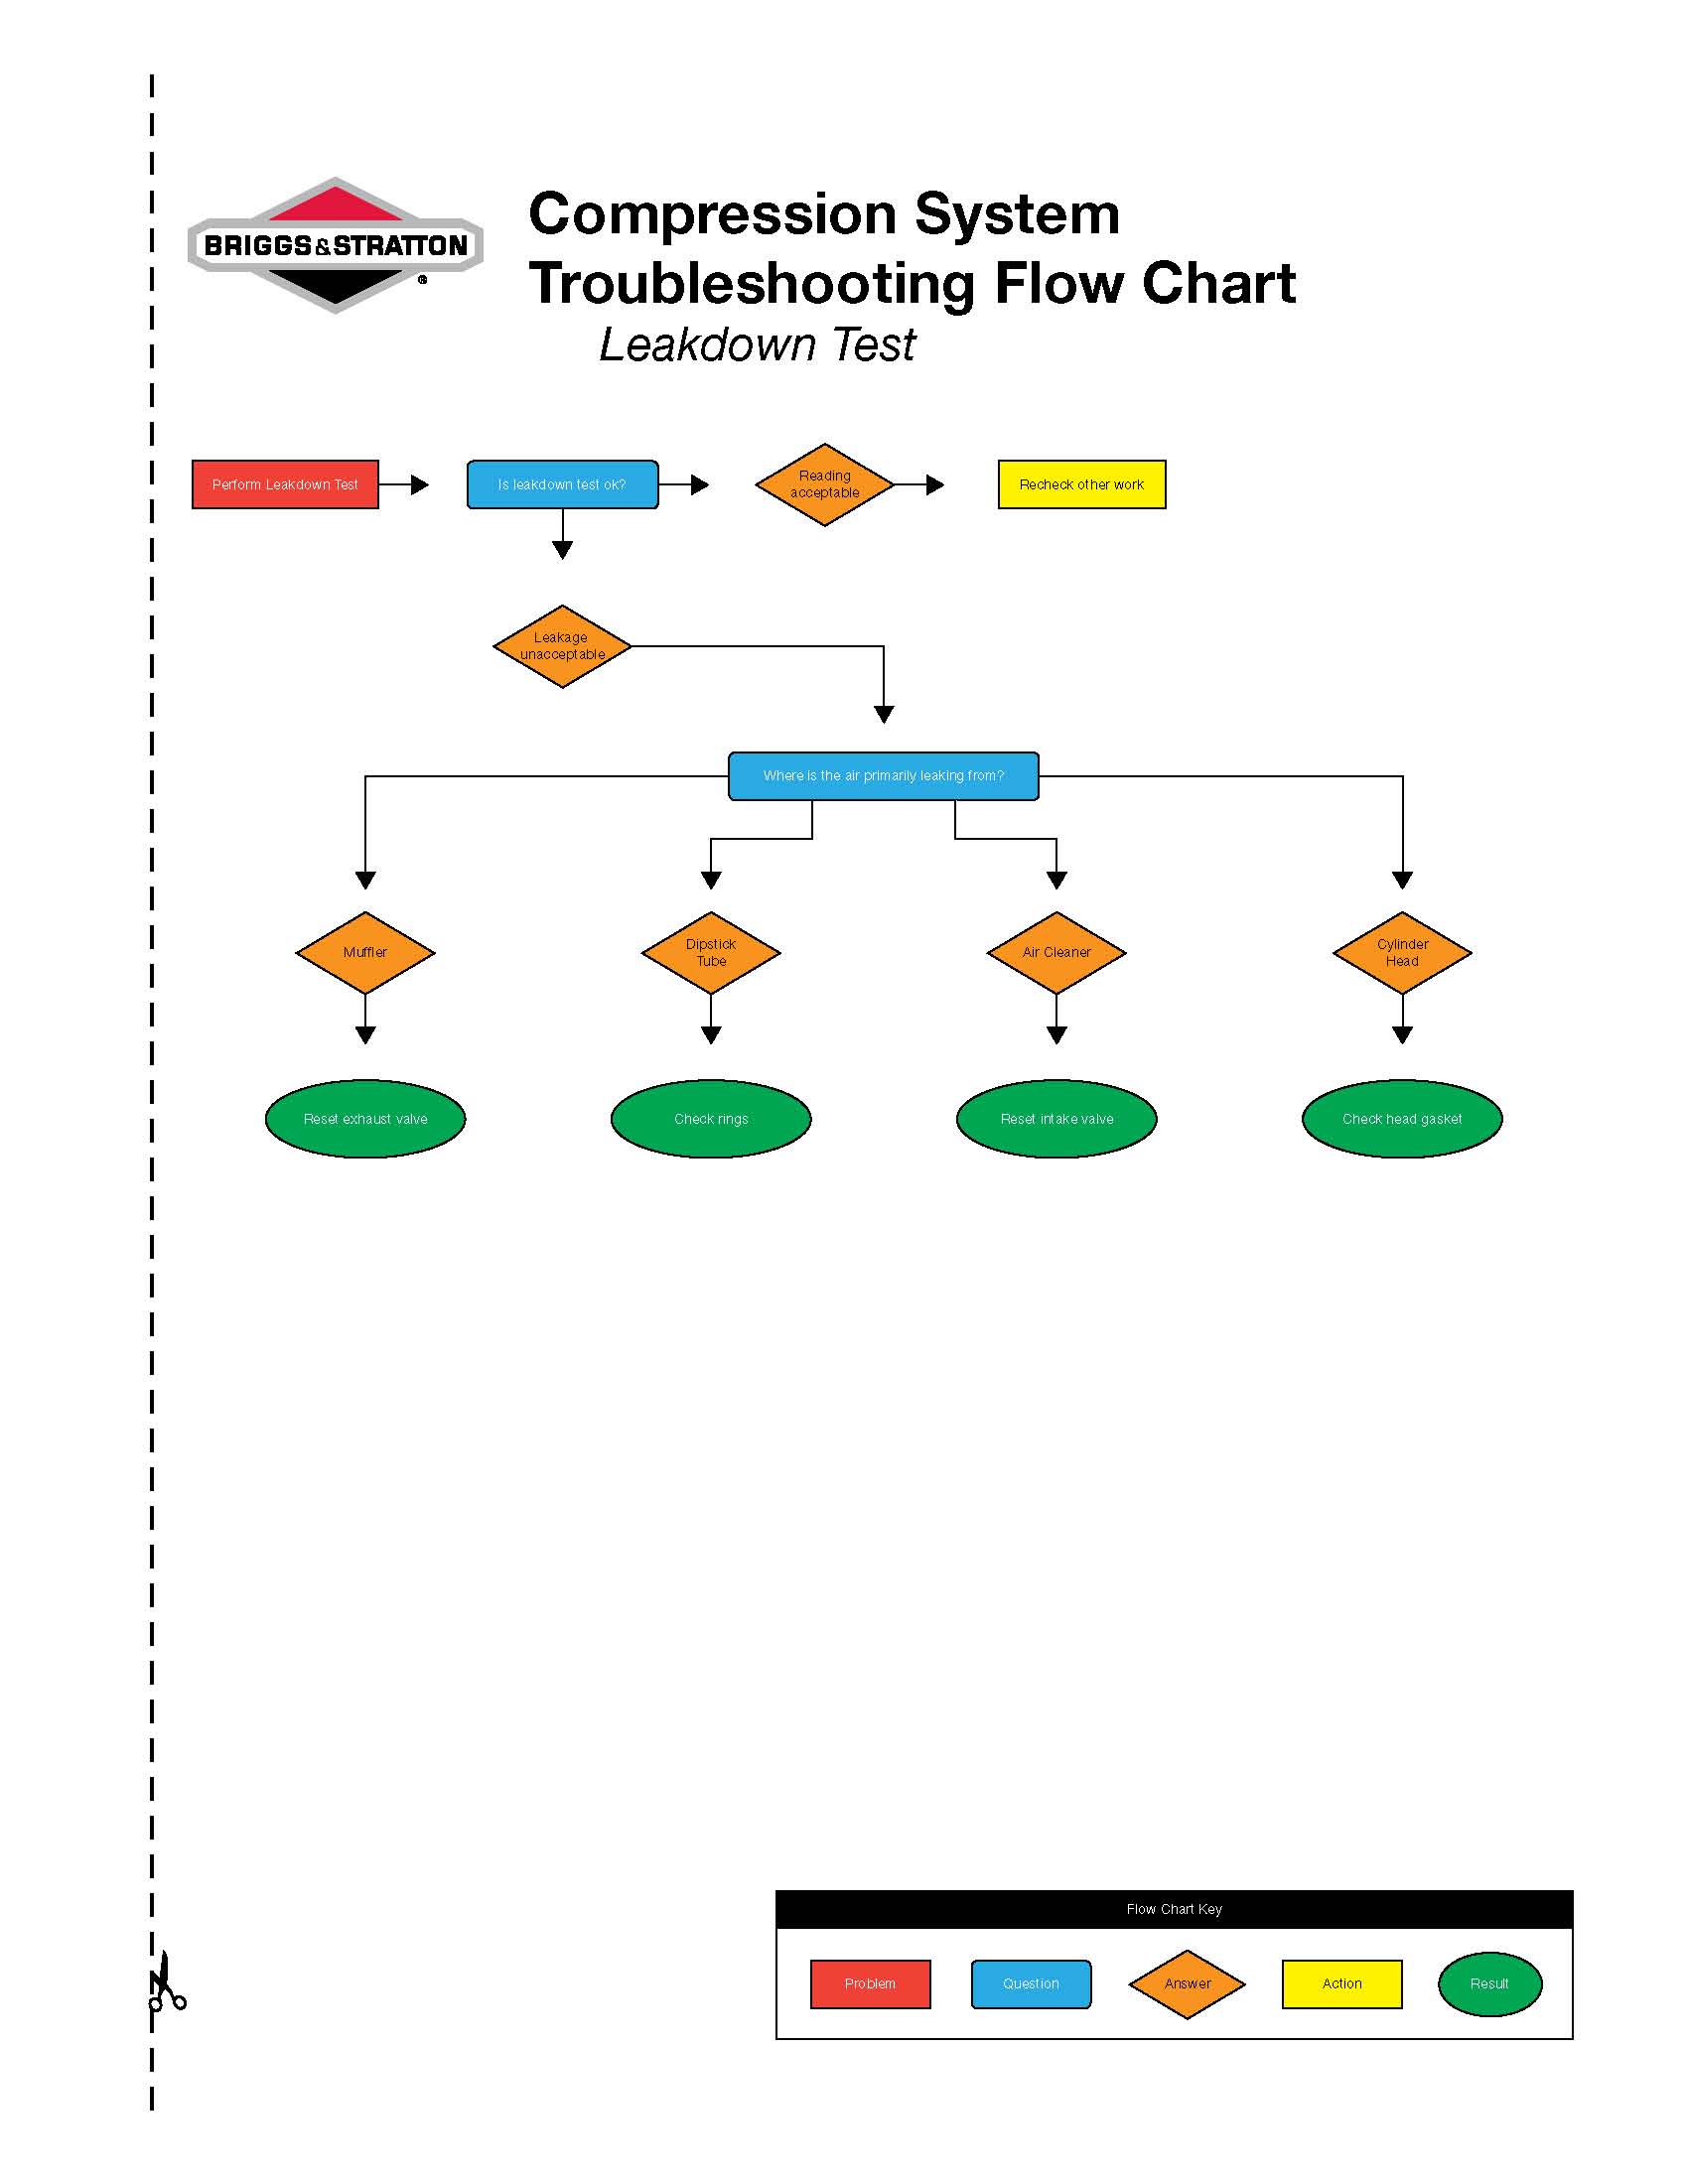 BRIGGS&STRATTON
®
Compression System
Troubleshooting Flow Chart
Leakdown Test
Perform Leakdown Test
Is leakdown test ok?
Reading
acceptable
Recheck other work
Leakage
unacceptable
Where is the air primarily leaking from?
Muffler
Dipstick
Tube
Air Cleaner
Cylinder
Head
Reset exhaust valve
Check rings
Reset intake valve
Check head gasket
Flow Chart Key
Problem
Question
Answer
Action
Result